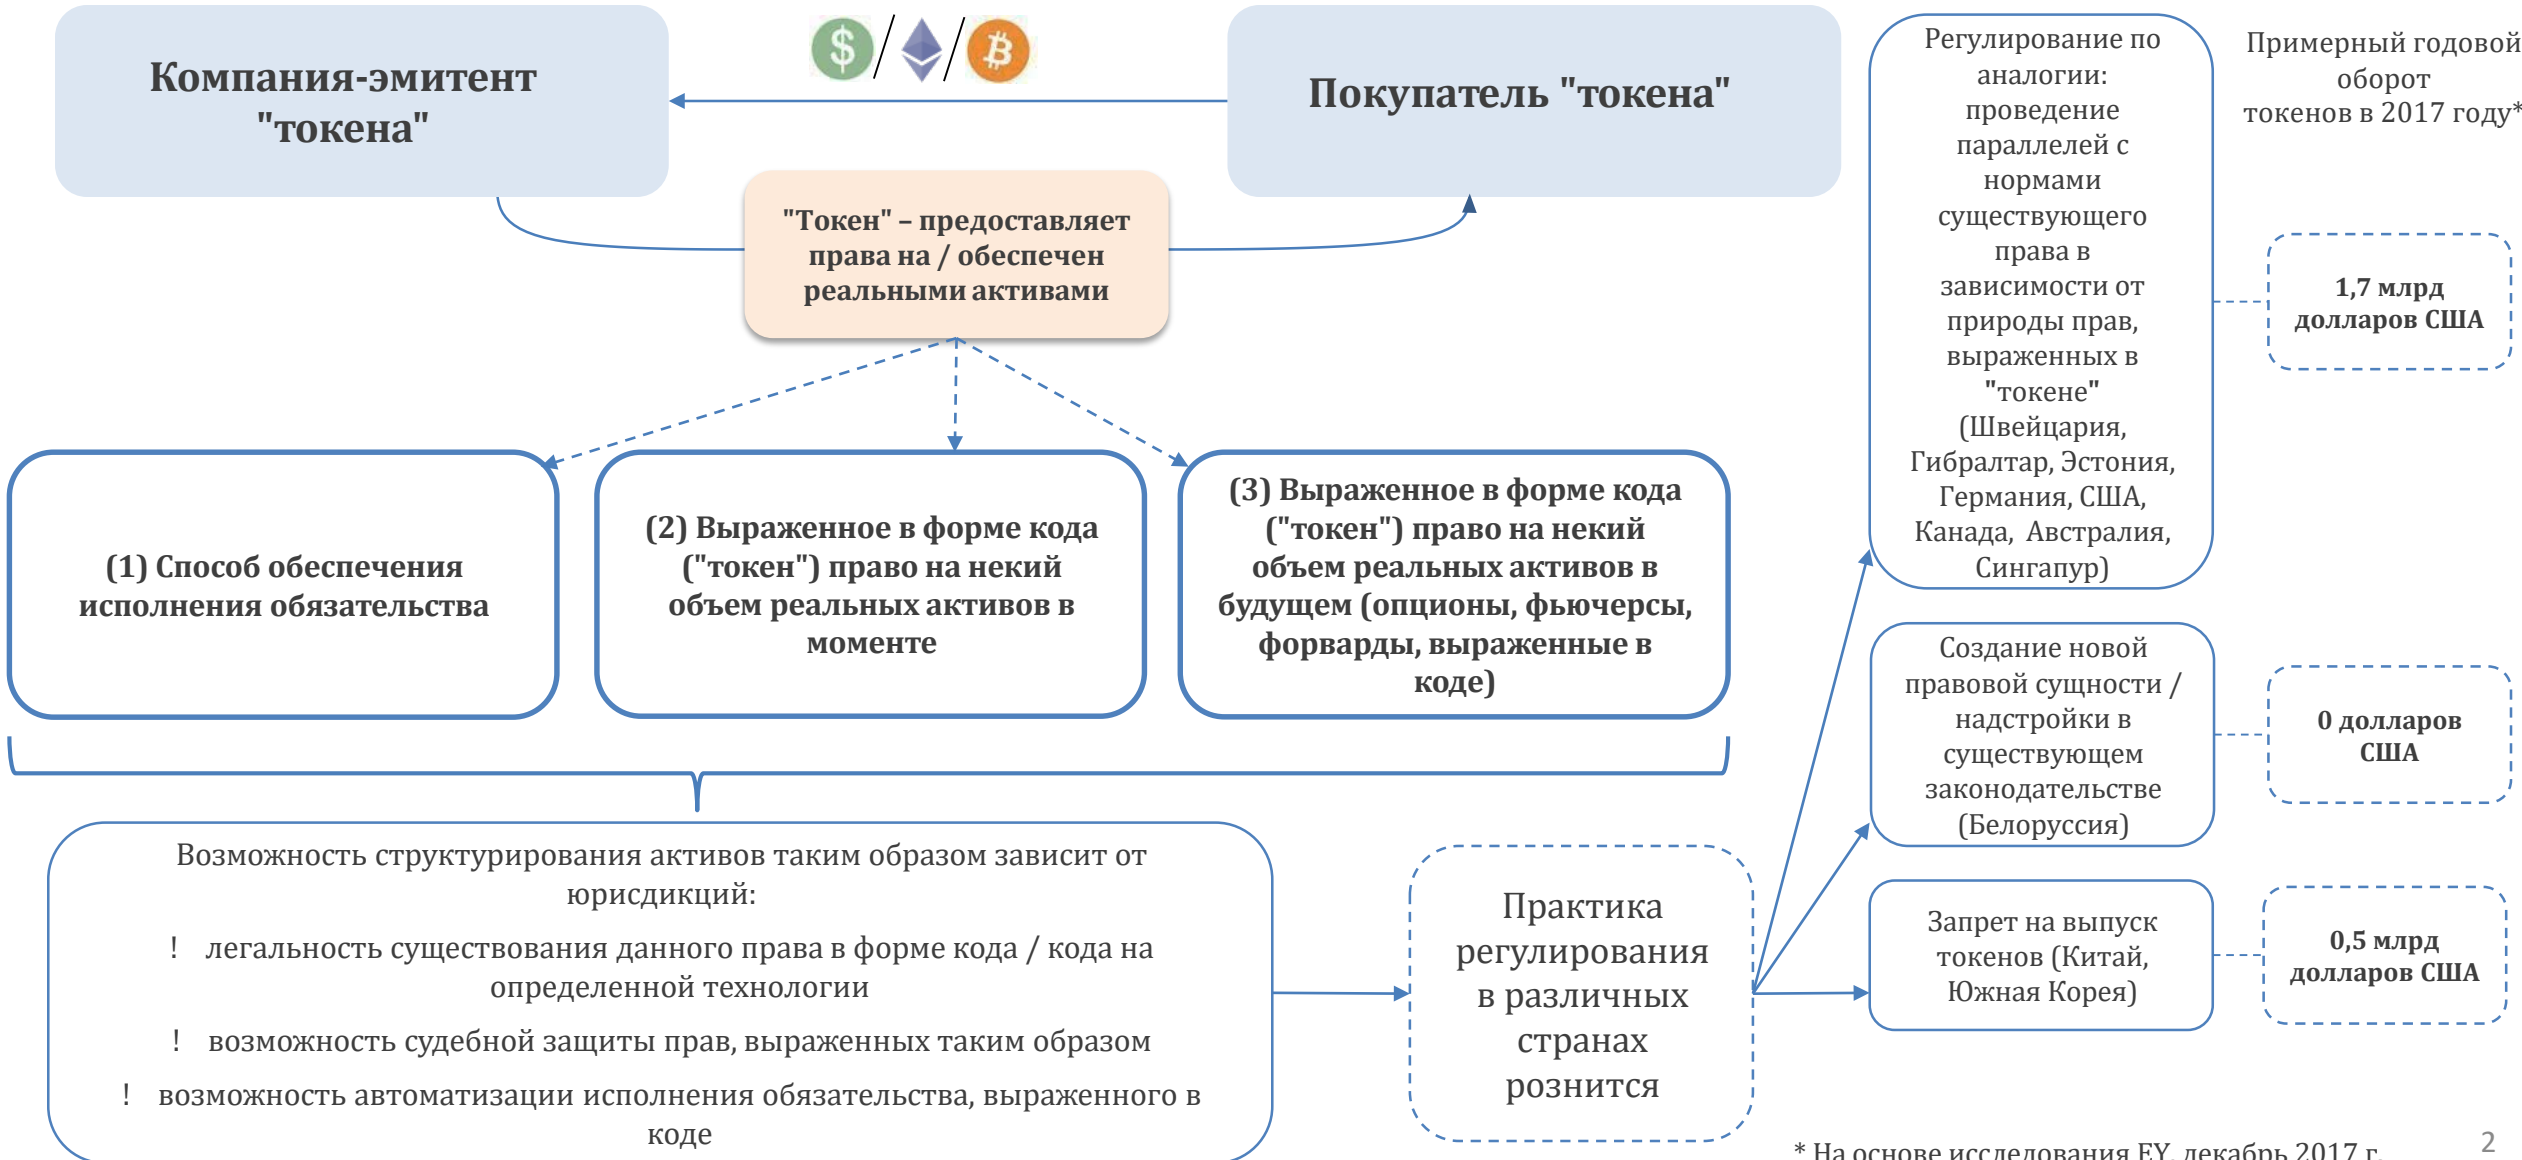 Компания-эмитент
"токена"
Покупатель "токена"
"Токен" – предоставляет
права на / обеспечен
реальными активами
(1) Способ обеспечения
исполнения обязательства
(2) Выраженное в форме кода
("токен") право на некий
объем реальных активов в
моменте
(3) Выраженное в форме кода
("токен") право на некий
объем реальных активов в
будущем (опционы, фьючерсы,
форварды, выраженные в
коде)
Возможность структурирования активов таким образом зависит от
юрисдикций:
! легальность существования данного права в форме кода / кода на
определенной технологии
! возможность судебной защиты прав, выраженных таким образом
! возможность автоматизации исполнения обязательства, выраженного в
коде
Практика
регулирования
в различных
странах
рознится
Регулирование по
аналогии:
проведение
параллелей с
нормами
существующего
права в
зависимости от
природы прав,
выраженных в
"токене"
(Швейцария,
Гибралтар, Эстония,
Германия, США,
Канада, Австралия,
Сингапур)
Создание новой
правовой сущности /
надстройки в
существующем
законодательстве
(Белоруссия)
Запрет на выпуск
токенов (Китай,
Южная Корея)
Примерный годовой
оборот
токенов в 2017 году*
1,7 млрд
долларов США
0 долларов
США
0,5 млрд
долларов США
* На основе исследования EY, декабрь 2017 г.
2